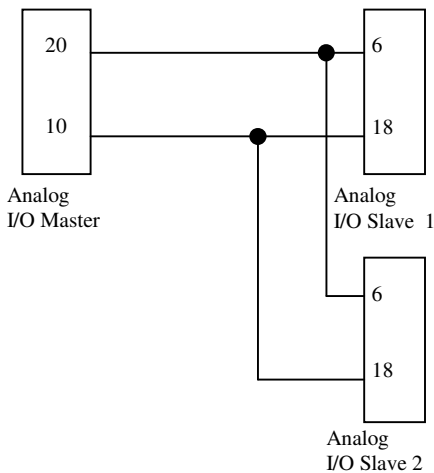 20
10
Analog
I/O Master
6
18
Analog
I/O Slave 1
6
18
Analog
I/O Slave 2